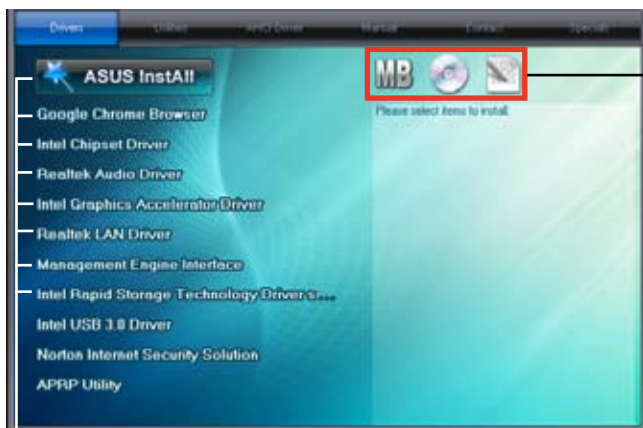 Drivers Utilities AHCI Driver Manual Contact Specials
ASUS InstAll
MB
Google Chrome Browser
Please select items to install.
Intel Chipset Driver
Realtek Audio Driver
Intel Graphics Accelerator Driver
Realtek LAN Driver
Management Engine Interface
Intel Rapid Storage Technology Driver s...
Intel USB 3.0 Driver
Norton Internet Security Solution
APRP Utility